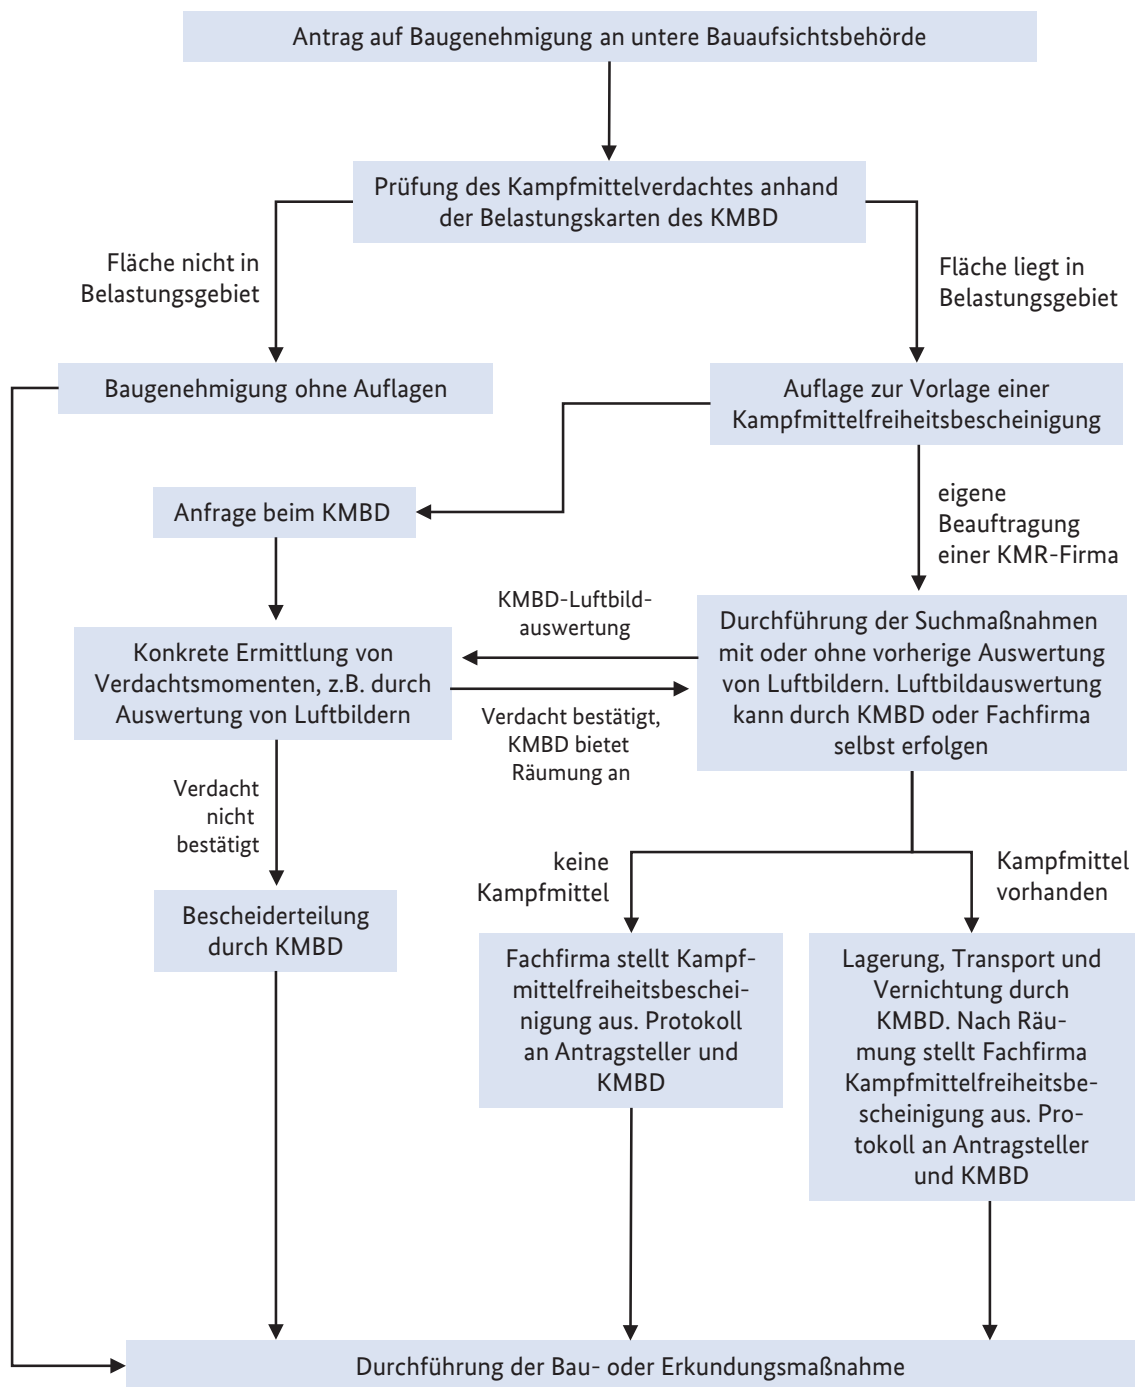 Antrag auf Baugenehmigung an untere Bauaufsichtsbehörde
Prüfung des Kampfmittelverdachtes anhand
der Belastungskarten des KMBD
Fläche nicht in
Belastungsgebiet
Fläche liegt in
Belastungsgebiet
Baugenehmigung ohne Auflagen
Auflage zur Vorlage einer
Kampfmittelfreiheitsbescheinigung
Anfrage beim KMBD
eigene
Beauftragung
einer KMR-Firma
KMBD-Luftbild-
auswertung
Konkrete Ermittlung von
Verdachtsmomenten, z.B. durch
Auswertung von Luftbildern
Durchführung der Suchmaßnahmen
mit oder ohne vorherige Auswertung
von Luftbildern. Luftbildauswertung
kann durch KMBD oder Fachfirma
selbst erfolgen
Verdacht bestätigt,
KMBD bietet
Räumung an
Verdacht
nicht
bestätigt
keine
Kampfmittel
Kampfmittel
vorhanden
Bescheiderteilung
durch KMBD
Fachfirma stellt Kampf-
mittelfreiheitsbeschei-
nigung aus. Protokoll
an Antragsteller und
KMBD
Lagerung, Transport und
Vernichtung durch
KMBD. Nach Räu-
mung stellt Fachfirma
Kampfmittelfreiheitsbe-
scheinigung aus. Pro-
tokoll an Antragsteller
und KMBD
Durchführung der Bau- oder Erkundungsmaßnahme